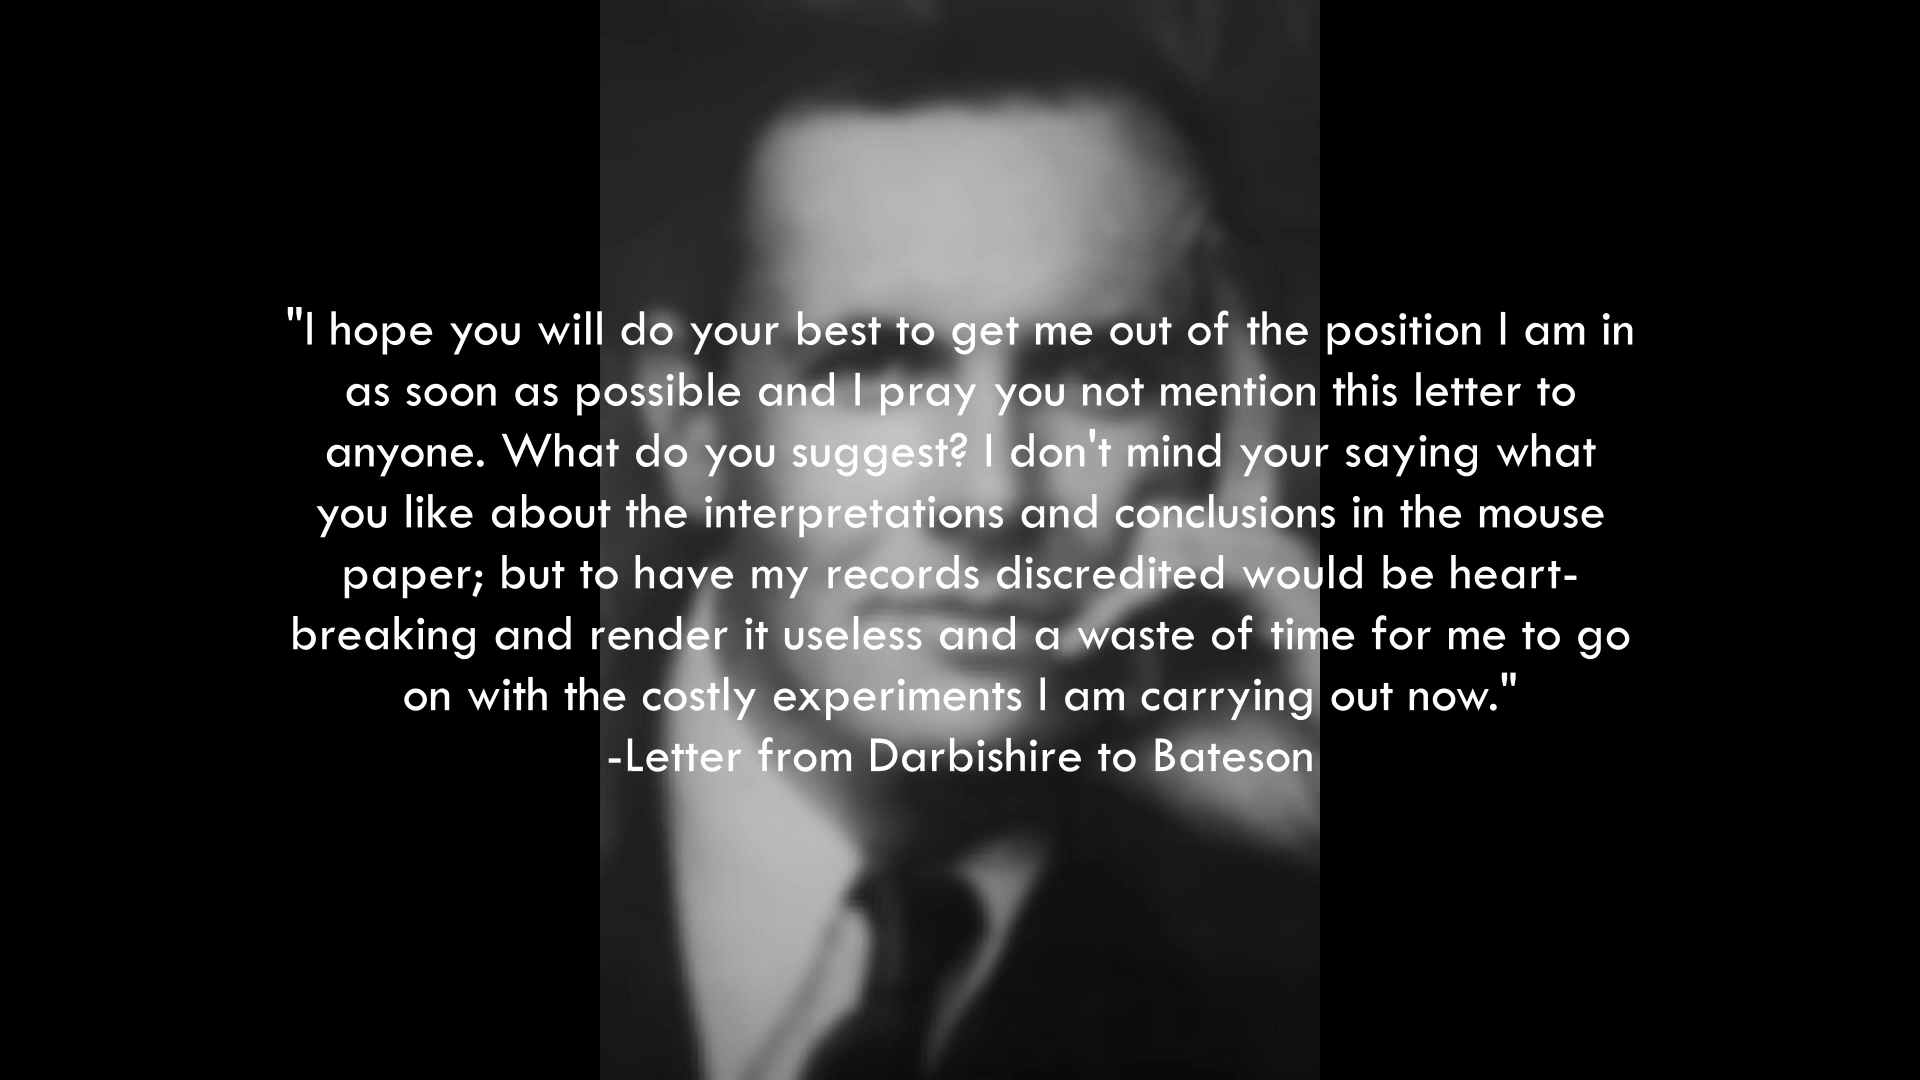 "I hope you will do your best to get me out of the position I am in
as soon as possible and I pray you not mention this letter to
anyone. What do you suggest? I don't mind your saying what
you like about the interpretations and conclusions in the mouse
paper; but to have my records discredited would be heart-
breaking and render it useless and a waste of time for me to go
on with the costly experiments I am carrying out now."
-Letter from Darbishire to Bateson